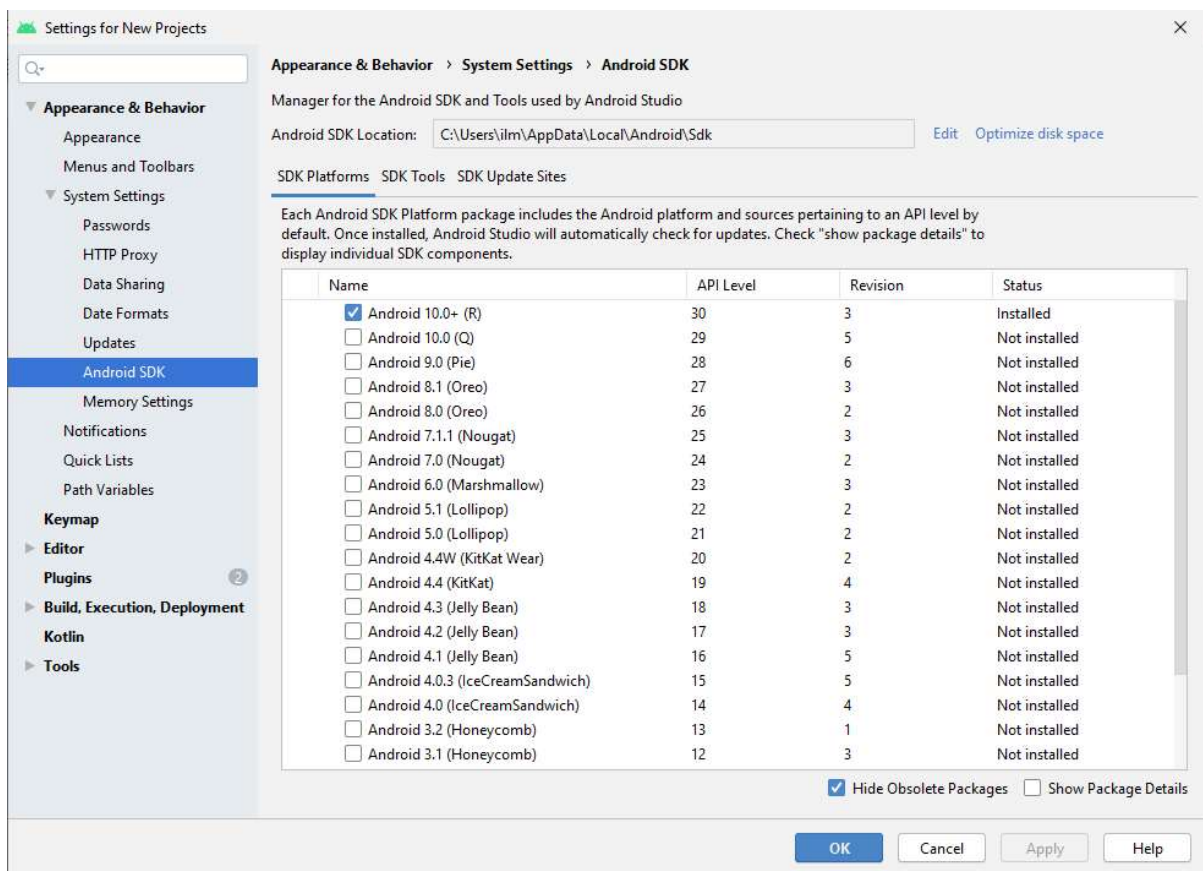 Settings for New Projects
Appearance & Behavior
Appearance
Menus and Toolbars
System Settings
Passwords
HTTP Proxy
Data Sharing
Date Formats
Updates
Android SDK
Memory Settings
Notifications
Quick Lists
Path Variables
Keymap
Editor
Plugins 2
Build, Execution, Deployment
Kotlin
Tools
Appearance & Behavior › System Settings › Android SDK
Manager for the Android SDK and Tools used by Android Studio
Android SDK Location: C:\Users\ilm\AppData\Local\Android\Sdk Edit Optimize disk space
SDK Platforms SDK Tools SDK Update Sites
Each Android SDK Platform package includes the Android platform and sources pertaining to an API level by
default. Once installed, Android Studio will automatically check for updates. Check "show package details" to
display individual SDK components.
Name API Level Revision Status
Android 10.0+ (R) 30 3 Installed
Android 10.0 (Q) 29 5 Not installed
Android 9.0 (Pie) 28 6 Not installed
Android 8.1 (Oreo) 27 3 Not installed
Android 8.0 (Oreo) 26 2 Not installed
Android 7.1.1 (Nougat) 25 3 Not installed
Android 7.0 (Nougat) 24 2 Not installed
Android 6.0 (Marshmallow) 23 3 Not installed
Android 5.1 (Lollipop) 22 2 Not installed
Android 5.0 (Lollipop) 21 2 Not installed
Android 4.4W (KitKat Wear) 20 2 Not installed
Android 4.4 (KitKat) 19 4 Not installed
Android 4.3 (Jelly Bean) 18 3 Not installed
Android 4.2 (Jelly Bean) 17 3 Not installed
Android 4.1 (Jelly Bean) 16 5 Not installed
Android 4.0.3 (IceCreamSandwich) 15 5 Not installed
Android 4.0 (IceCreamSandwich) 14 4 Not installed
Android 3.2 (Honeycomb) 13 1 Not installed
Android 3.1 (Honeycomb) 12 3 Not installed
Hide Obsolete Packages Show Package Details
OK Cancel Apply Help